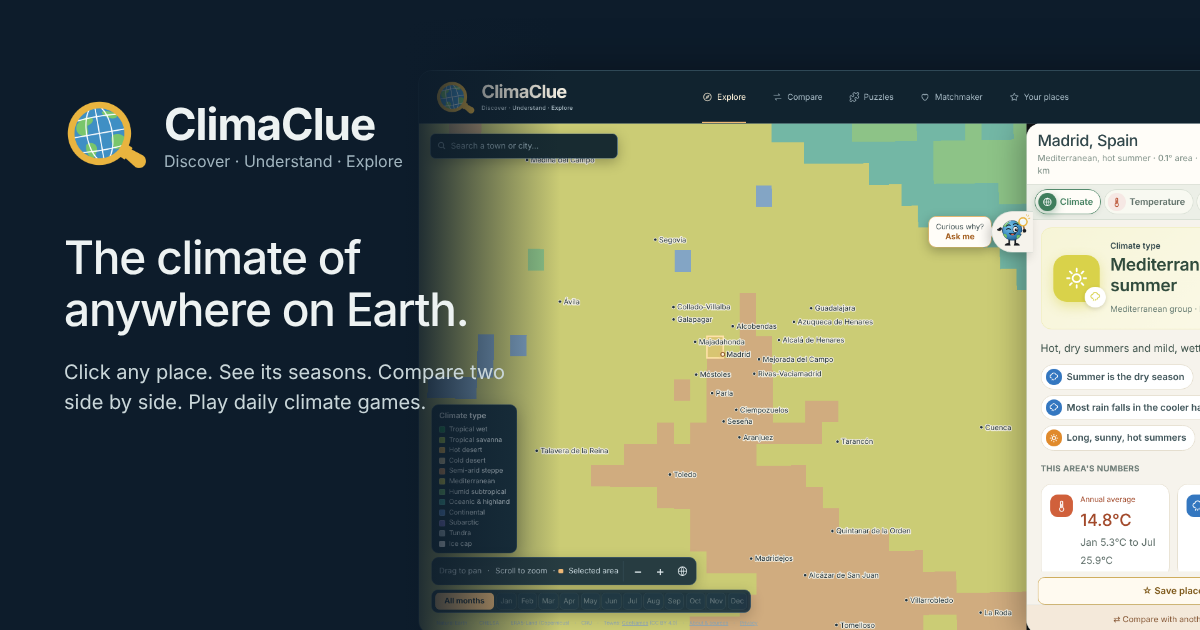 ClimaClue
Discover · Understand · Explore
The climate of
anywhere on Earth.
Click any place. See its seasons. Compare two
side by side. Play daily climate games.
ClimaClue
Discover · Understand · Explore
Explore
Compare
Puzzles
Matchmaker
Your places
Search a town or city...
Medina del Campo
Segovia
Ávila
Collado-Villalba
Guadalajara
Galapagar
Azuqueca de Henares
Alcobendas
Majadahonda
Alcalá de Henares
Madrid
Mejorada del Campo
Móstoles
Rivas-Vaciamadrid
Parla
Ciempozuelos
Seseña
Cuenca
Aranjuez
Tarancón
Talavera de la Reina
Toledo
Quintanar de la Orden
Madridejos
Alcázar de San Juan
Villarrobledo
La Roda
Tomelloso
Curious why?
Ask me
Climate type
Tropical wet
Tropical savanna
Hot desert
Cold desert
Semi-arid steppe
Mediterranean
Humid subtropical
Oceanic & highland
Continental
Subarctic
Tundra
Ice cap
Drag to pan · Scroll to zoom · Selected area − +
All months Jan Feb Mar Apr May Jun Jul Aug Sep Oct Nov Dec
Madrid, Spain
Mediterranean, hot summer · 0.1° area ·
km
Climate
Temperature
Climate type
Mediterran
summer
Mediterranean group ·
Hot, dry summers and mild, wett
Summer is the dry season
Most rain falls in the cooler ha
Long, sunny, hot summers
THIS AREA'S NUMBERS
Annual average
14.8°C
Jan 5.3°C to Jul
25.9°C
Save place
Compare with anoth